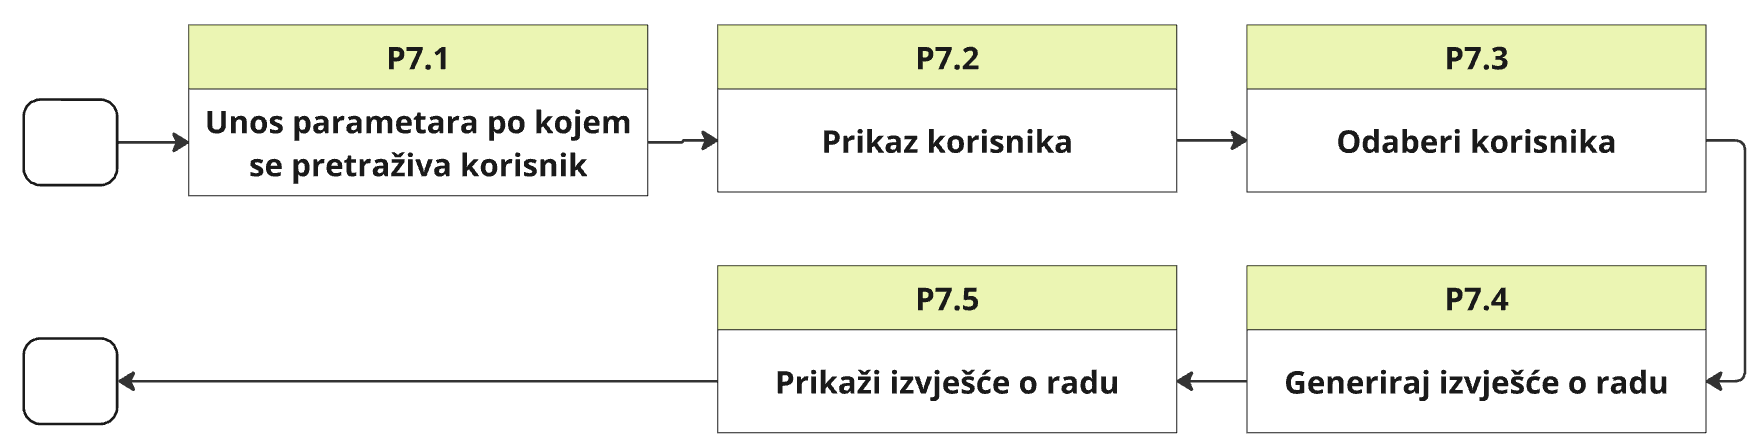 P7.1
Unos parametara po kojem
se pretraživa korisnik
P7.2
Prikaz korisnika
P7.3
Odaberi korisnika
P7.4
Generiraj izvješće o radu
P7.5
Prikaži izvješće o radu